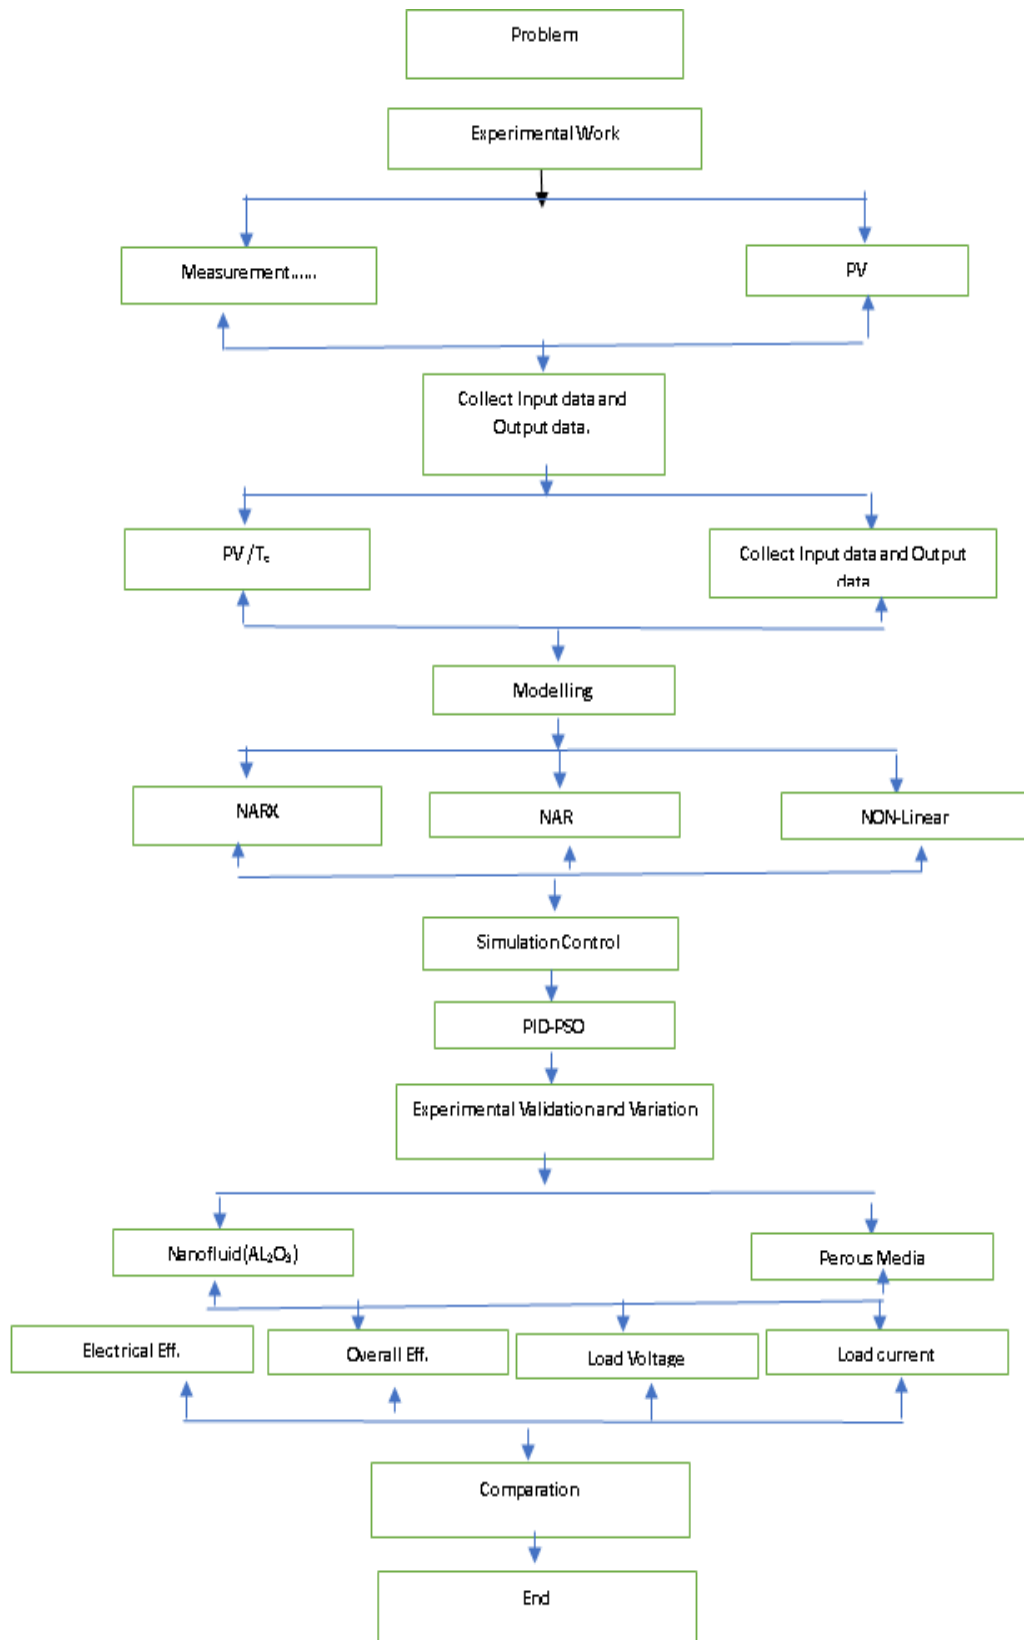 Problem
Experimental Work
Measurement......
PV
Collect Input data and
Output data.
PV /Tc
Collect Input data and Output
data
Modelling
NARX
NAR
NON-Linear
Simulation Control
PID-PSO
Experimental Validation and Variation
Nanofluid(AL₂O₃)
Perous Media
Electrical Eff.
Overall Eff.
Load Voltage
Load current
Comparation
End